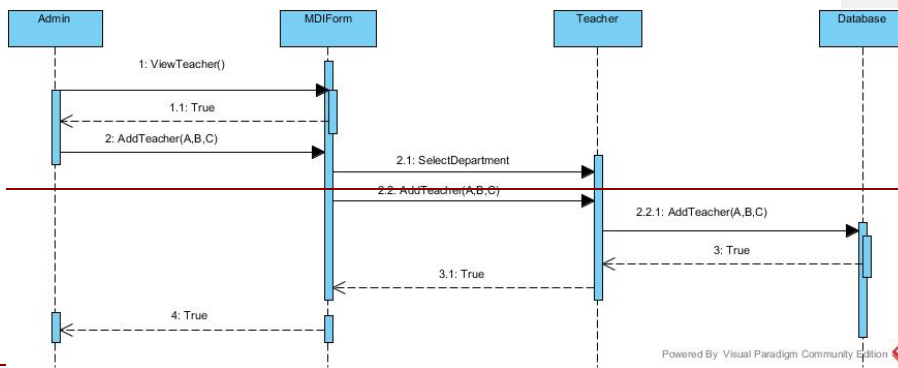 Admin
MDIForm
Teacher
Database
1: ViewTeacher()
1.1: True
2: AddTeacher(A,B,C)
2.1: SelectDepartment
2.2: AddTeacher(A,B,C)
2.2.1: AddTeacher(A,B,C)
3: True
3.1: True
4: True
Powered By Visual Paradigm Community Edition